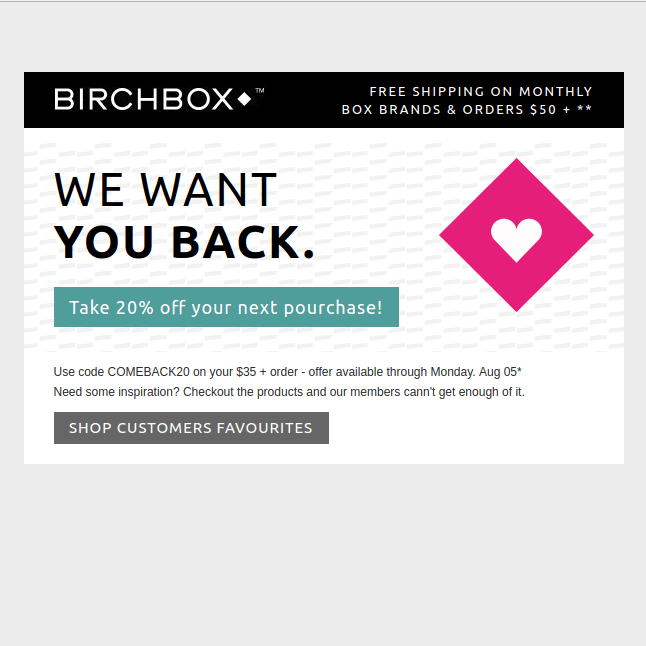 BIRCHBOX™
FREE SHIPPING ON MONTHLY
BOX BRANDS & ORDERS $50 + **
WE WANT
YOU BACK.
Take 20% off your next pourchase!
Use code COMEBACK20 on your $35 + order - offer available through Monday. Aug 05*
Need some inspiration? Checkout the products and our members cann't get enough of it.
SHOP CUSTOMERS FAVOURITES